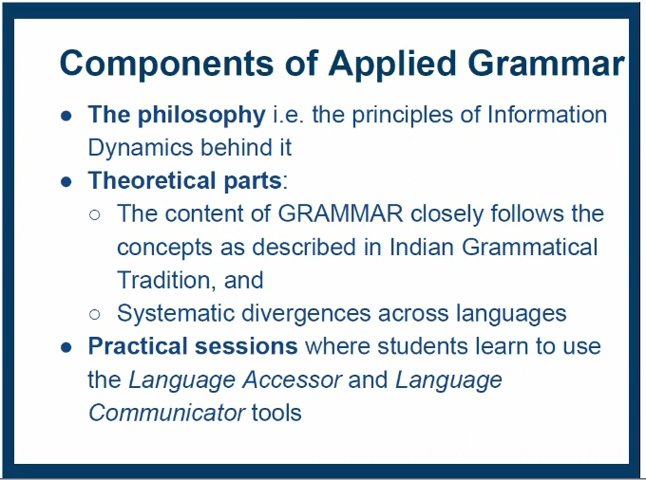 Components of Applied Grammar
● The philosophy i.e. the principles of Information
Dynamics behind it
● Theoretical parts:
○ The content of GRAMMAR closely follows the
concepts as described in Indian Grammatical
Tradition, and
○ Systematic divergences across languages
● Practical sessions where students learn to use
the Language Accessor and Language
Communicator tools